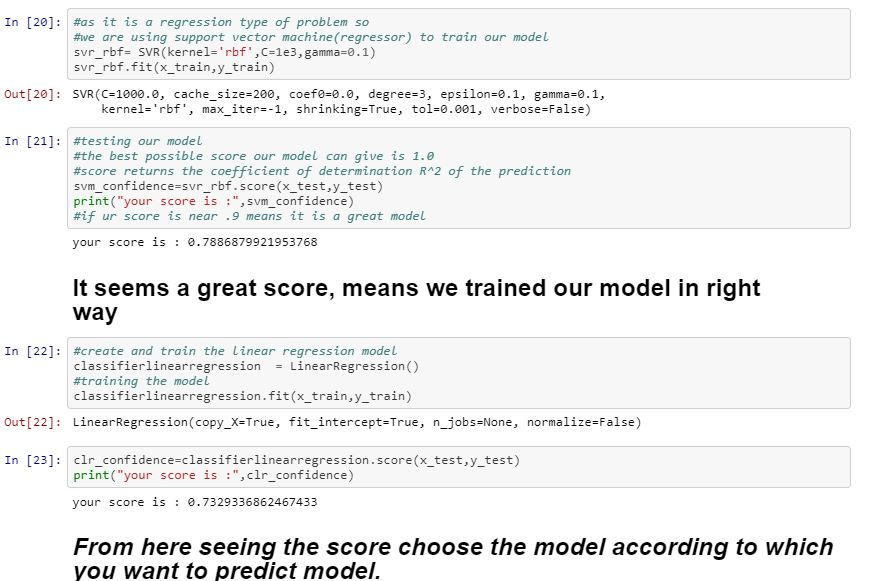 In [20]: #as it is a regression type of problem so
#we are using support vector machine(regressor) to train our model
svr_rbf= SVR(kernel='rbf',C=1e3,gamma=0.1)
svr_rbf.fit(x_train,y_train)
Out[20]: SVR(C=1000.0, cache_size=200, coef0=0.0, degree=3, epsilon=0.1, gamma=0.1,
kernel='rbf', max_iter=-1, shrinking=True, tol=0.001, verbose=False)
In [21]: #testing our model
#the best possible score our model can give is 1.0
#score returns the coefficient of determination R^2 of the prediction
svm_confidence=svr_rbf.score(x_test,y_test)
print("your score is :",svm_confidence)
#if ur score is near .9 means it is a great model
your score is : 0.7886879921953768
It seems a great score, means we trained our model in right
way
In [22]: #create and train the linear regression model
classifierlinearregression = LinearRegression()
#training the model
classifierlinearregression.fit(x_train,y_train)
Out[22]: LinearRegression(copy_X=True, fit_intercept=True, n_jobs=None, normalize=False)
In [23]: clr_confidence=classifierlinearregression.score(x_test,y_test)
print("your score is :",clr_confidence)
your score is : 0.7329336862467433
From here seeing the score choose the model according to which
you want to predict model.